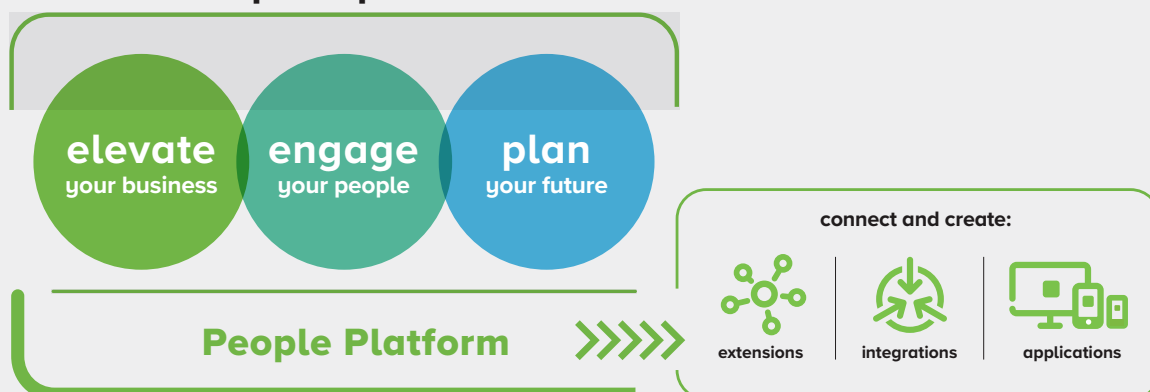 elevate
your business
engage
your people
plan
your future
connect and create:
People Platform
extensions
integrations
applications